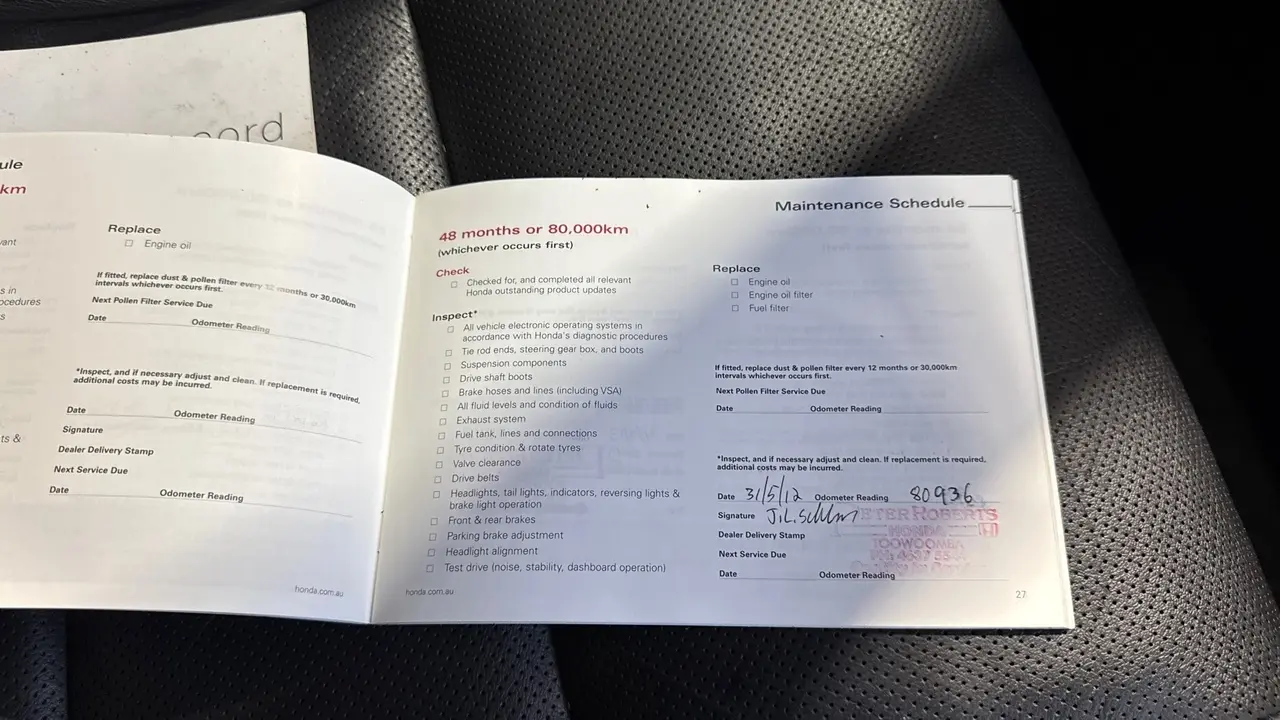 ord
ule
km
ant
s in
ocedures
s
ts &
Replace
Engine oil
If fitted, replace dust & pollen filter every 12 months or 30,000km
intervals whichever occurs first.
Next Pollen Filter Service Due
Date Odometer Reading
*Inspect, and if necessary adjust and clean. If replacement is required,
additional costs may be incurred.
Date Odometer Reading
Signature
Dealer Delivery Stamp
Next Service Due
Date Odometer Reading
honda.com.au
Maintenance Schedule
48 months or 80,000km
(whichever occurs first)
Check
Checked for, and completed all relevant
Honda outstanding product updates
Inspect*
All vehicle electronic operating systems in
accordance with Honda's diagnostic procedures
Tie rod ends, steering gear box, and boots
Suspension components
Drive shaft boots
Brake hoses and lines (including VSA)
All fluid levels and condition of fluids
Exhaust system
Fuel tank, lines and connections
Tyre condition & rotate tyres
Valve clearance
Drive belts
Headlights, tail lights, indicators, reversing lights &
brake light operation
Front & rear brakes
Parking brake adjustment
Headlight alignment
Test drive (noise, stability, dashboard operation)
honda.com.au
Replace
Engine oil
Engine oil filter
Fuel filter
If fitted, replace dust & pollen filter every 12 months or 30,000km
intervals whichever occurs first.
Next Pollen Filter Service Due
Date Odometer Reading
*Inspect, and if necessary adjust and clean. If replacement is required,
additional costs may be incurred.
Date 31/5/12 Odometer Reading 80936
Signature
ETER ROBERTS
HONDA
Dealer Delivery Stamp
TOOWOOMBA
Next Service Due
Date Odometer Reading
27